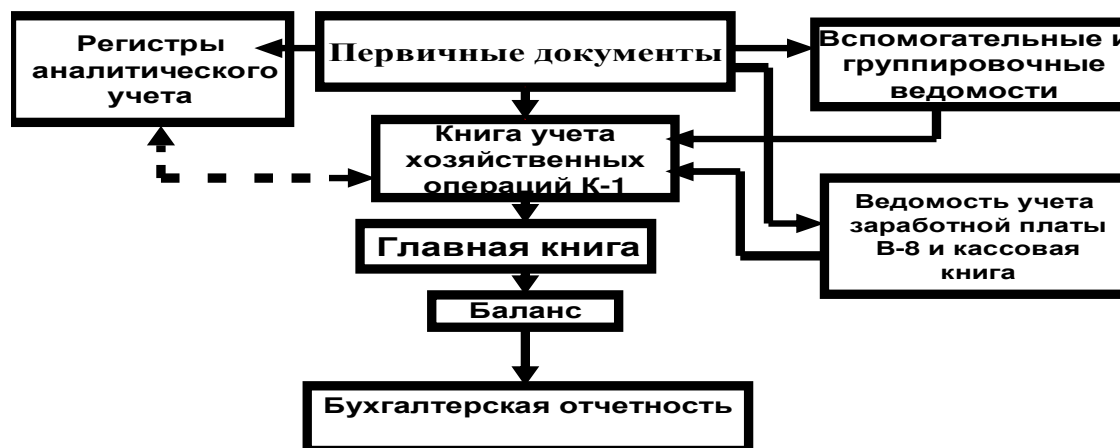 Регистры
аналитического
учета
Первичные документы
Вспомогательные и
группировочные
ведомости
Книга учета
хозяйственных
операций К-1
Ведомость учета
заработной платы
В-8 и кассовая
книга
Главная книга
Баланс
Бухгалтерская отчетность